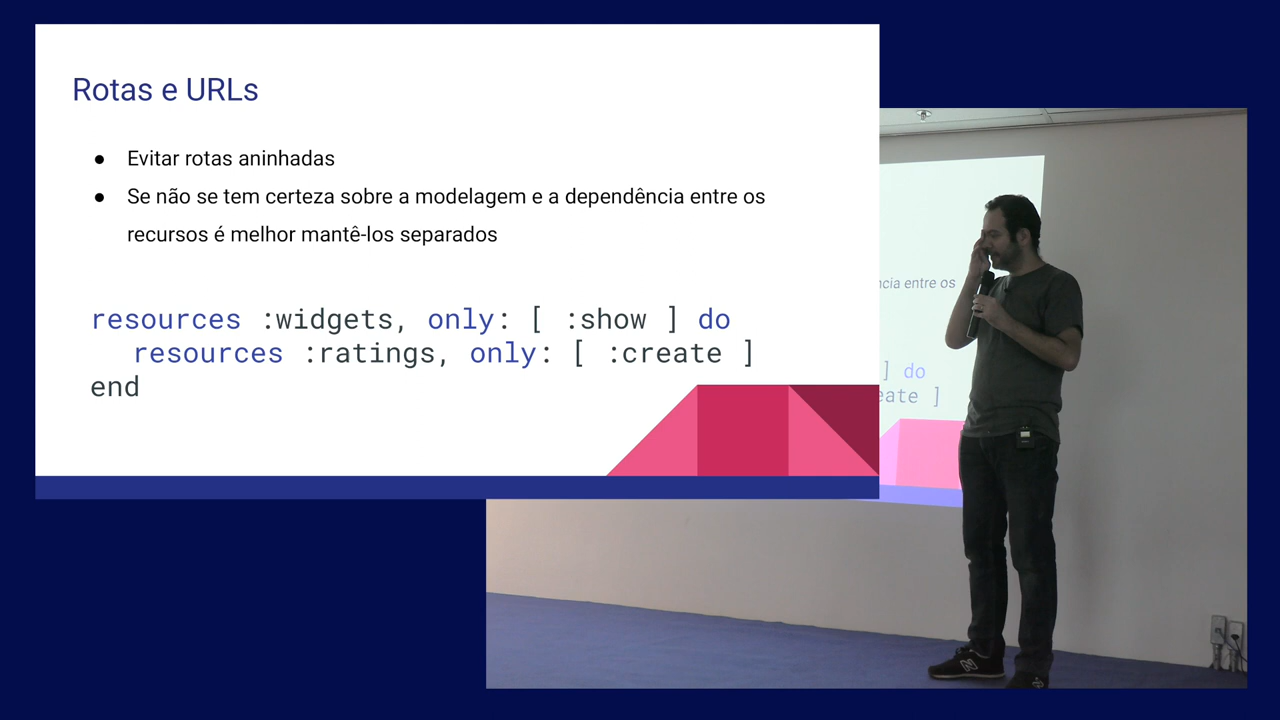 Rotas e URLs
● Evitar rotas aninhadas
● Se não se tem certeza sobre a modelagem e a dependência entre os
recursos é melhor mantê-los separados
resources :widgets, only: [ :show ] do
resources :ratings, only: [ :create ]
end
ncia entre os
] do
eate ]
N